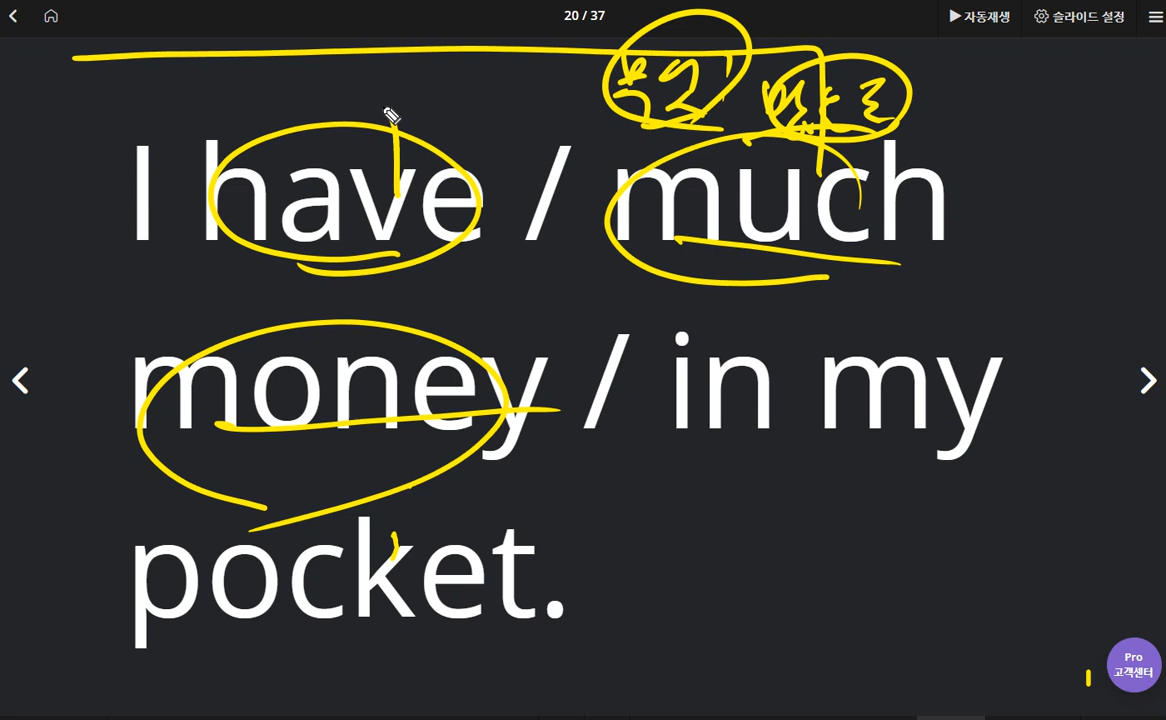 20 / 37
자동재생
슬라이드 설정
I have / much
money / in my
pocket.
Pro
고객센터